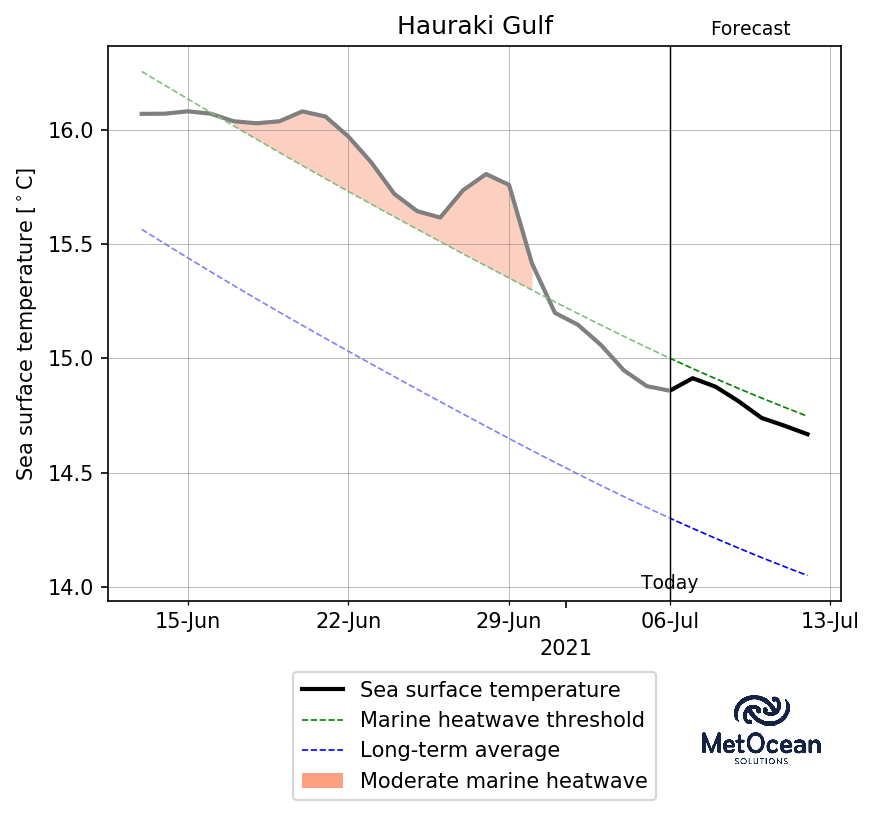 Hauraki Gulf
Forecast
Sea surface temperature [°C]
16.0
15.5
15.0
14.5
14.0
Today
15-Jun 22-Jun 29-Jun 06-Jul 13-Jul
2021
Sea surface temperature
Marine heatwave threshold
Long-term average
Moderate marine heatwave
MetOcean
SOLUTIONS